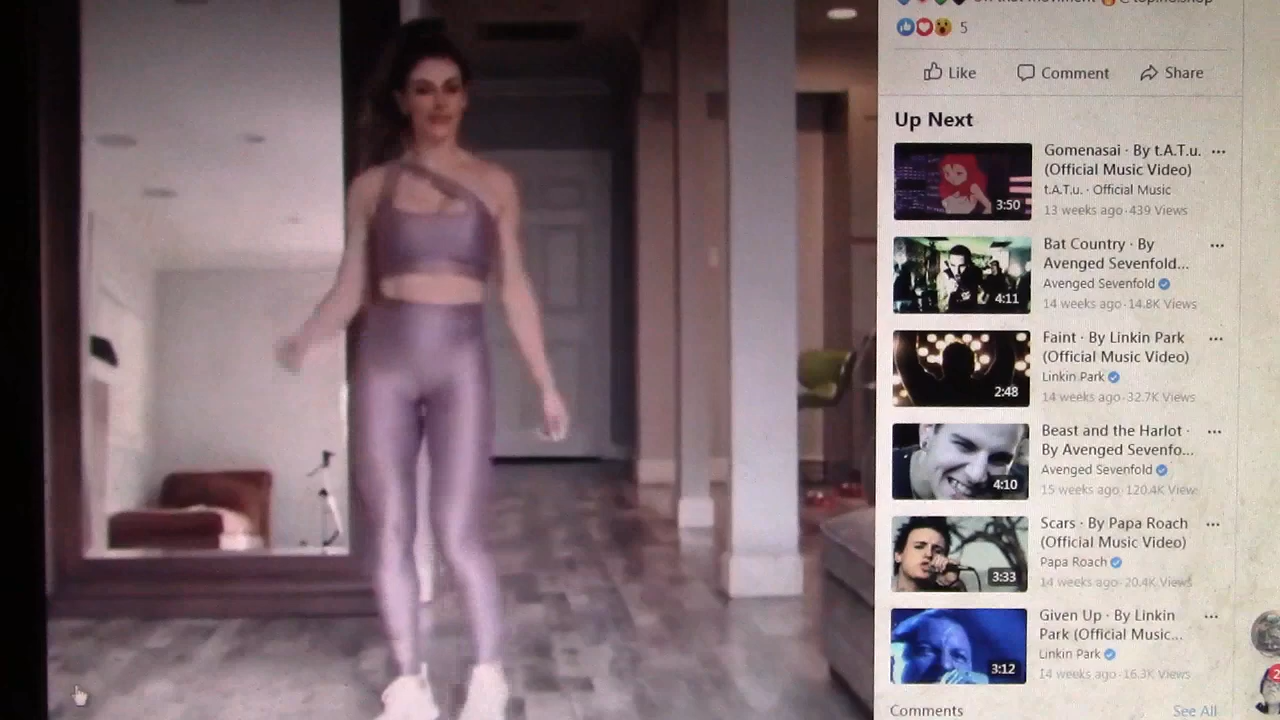 5
Like Comment Share
Up Next
Gomenasai · By t.A.T.u.
(Official Music Video)
t.A.T.u. · Official Music
13 weeks ago · 439 Views
3:50
Bat Country · By
Avenged Sevenfold...
Avenged Sevenfold
14 weeks ago · 14.8K Views
4:11
Faint · By Linkin Park
(Official Music Video)
Linkin Park
14 weeks ago · 32.7K Views
2:48
Beast and the Harlot ·
By Avenged Sevenfo...
Avenged Sevenfold
15 weeks ago · 120.4K View
4:10
Scars · By Papa Roach
(Official Music Video)
Papa Roach
14 weeks ago · 20.4K Views
3:33
Given Up · By Linkin
Park (Official Music...
Linkin Park
14 weeks ago · 16.3K Views
3:12
2
Comments See All